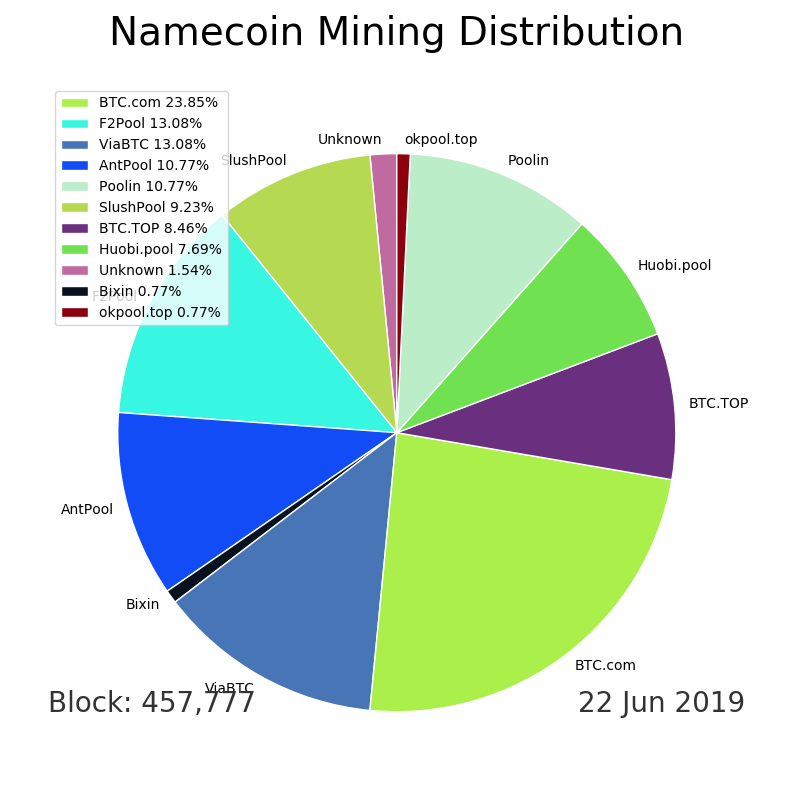 Namecoin Mining Distribution
BTC.com 23.85%
F2Pool 13.08%
ViaBTC 13.08%
AntPool 10.77%
Poolin 10.77%
SlushPool 9.23%
BTC.TOP 8.46%
Huobi.pool 7.69%
Unknown 1.54%
Bixin 0.77%
okpool.top 0.77%
Unknown
okpool.top
SlushPool
Poolin
Huobi.pool
F2Pool
BTC.TOP
AntPool
Bixin
BTC.com
ViaBTC
Block: 457,777
22 Jun 2019